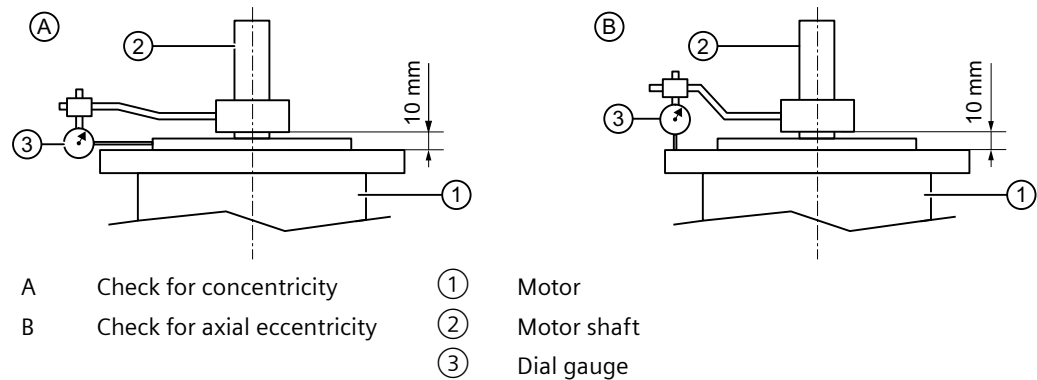 A
2
3
10 mm
1
B
2
3
10 mm
1
A Check for concentricity ① Motor
B Check for axial eccentricity ② Motor shaft
③ Dial gauge